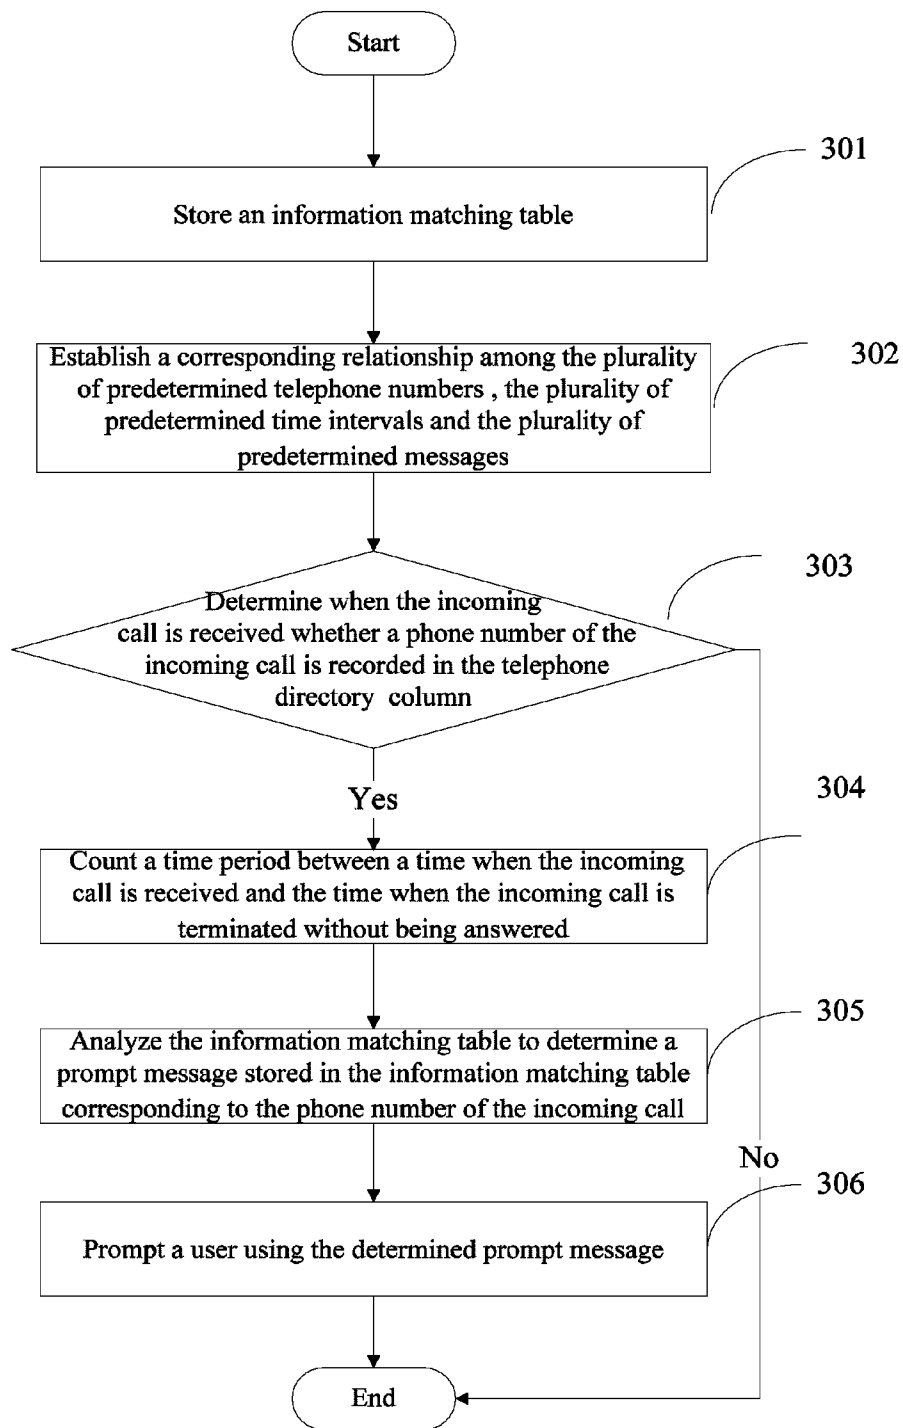 Start
301
Store an information matching table
302
Establish a corresponding relationship among the plurality
of predetermined telephone numbers , the plurality of
predetermined time intervals and the plurality of
predetermined messages
303
Determine when the incoming
call is received whether a phone number of the
incoming call is recorded in the telephone
directory column
Yes
304
Count a time period between a time when the incoming
call is received and the time when the incoming call is
terminated without being answered
305
Analyze the information matching table to determine a
prompt message stored in the information matching table
corresponding to the phone number of the incoming call
No
306
Prompt a user using the determined prompt message
End